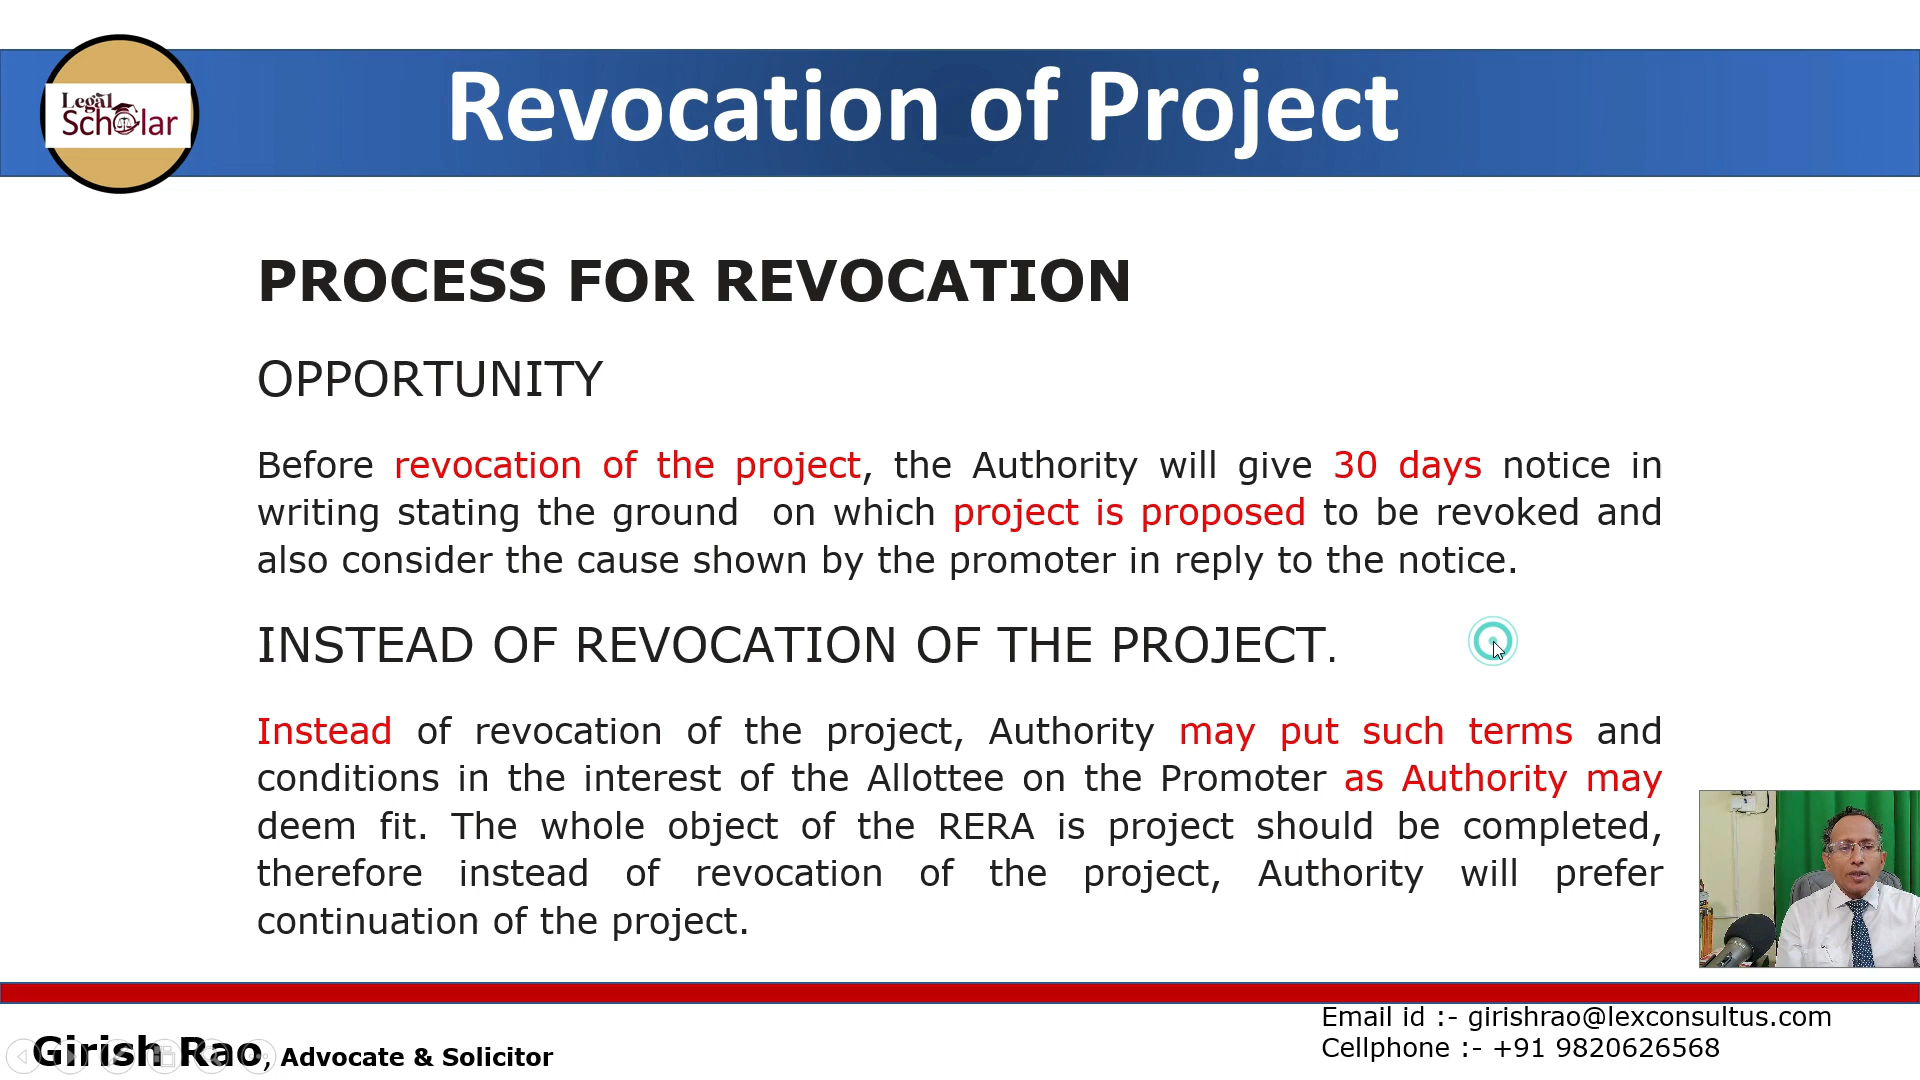 Legal
Scholar
Revocation of Project
PROCESS FOR REVOCATION
OPPORTUNITY
Before revocation of the project, the Authority will give 30 days notice in
writing stating the ground on which project is proposed to be revoked and
also consider the cause shown by the promoter in reply to the notice.
INSTEAD OF REVOCATION OF THE PROJECT.
Instead of revocation of the project, Authority may put such terms and
conditions in the interest of the Allottee on the Promoter as Authority may
deem fit. The whole object of the RERA is project should be completed,
therefore instead of revocation of the project, Authority will prefer
continuation of the project.
Girish Rao, Advocate & Solicitor
Email id :- girishrao@lexconsultus.com
Cellphone :- +91 9820626568